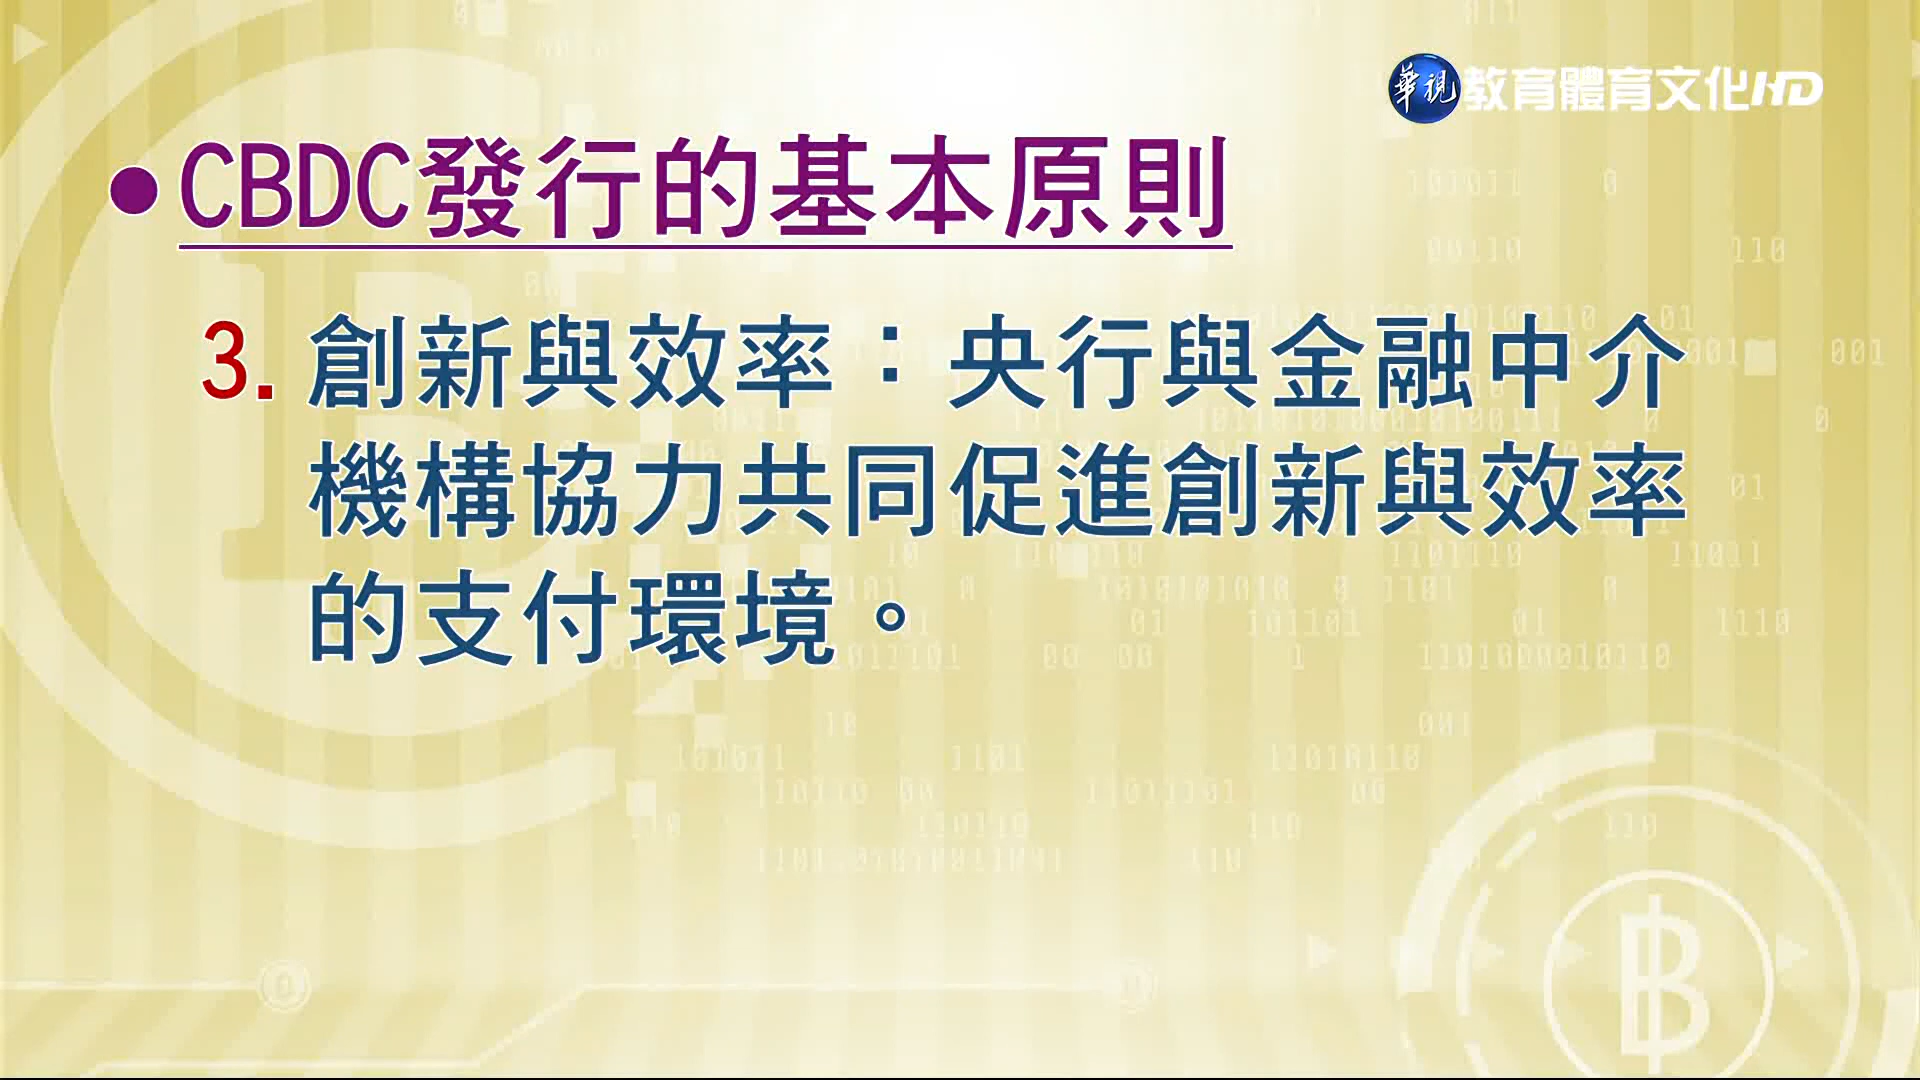 華視 教育體育文化HD
•CBDC發行的基本原則
3. 創新與效率：央行與金融中介
機構協力共同促進創新與效率
的支付環境。